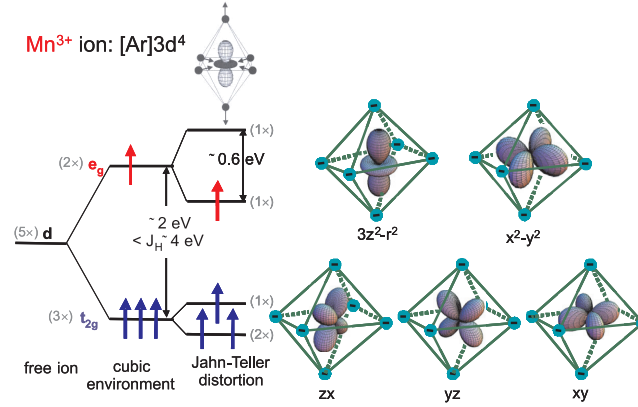 Mn³⁺ ion: [Ar]3d⁴
(1×)
(2×) e_g
~0.6 eV
(1×)
(5×) d
~2 eV
< J_H ~4 eV
(3×) t_2g
(1×)
(2×)
free ion
cubic
environment
Jahn-Teller
distortion
3z²-r²
x²-y²
zx
yz
xy